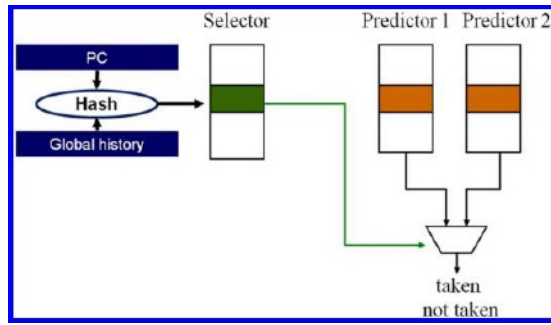 Selector
Predictor 1
Predictor 2
PC
Hash
Global history
taken
not taken